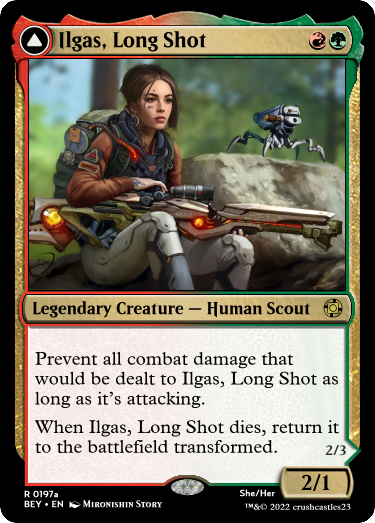 Ilgas, Long Shot
Legendary Creature — Human Scout
Prevent all combat damage that
would be dealt to Ilgas, Long Shot as
long as it's attacking.
When Ilgas, Long Shot dies, return it
to the battlefield transformed.
2/3
2/1
R 0197a
BEY • EN Mironishin Story
She/Her
™&© 2022 crushcastles23